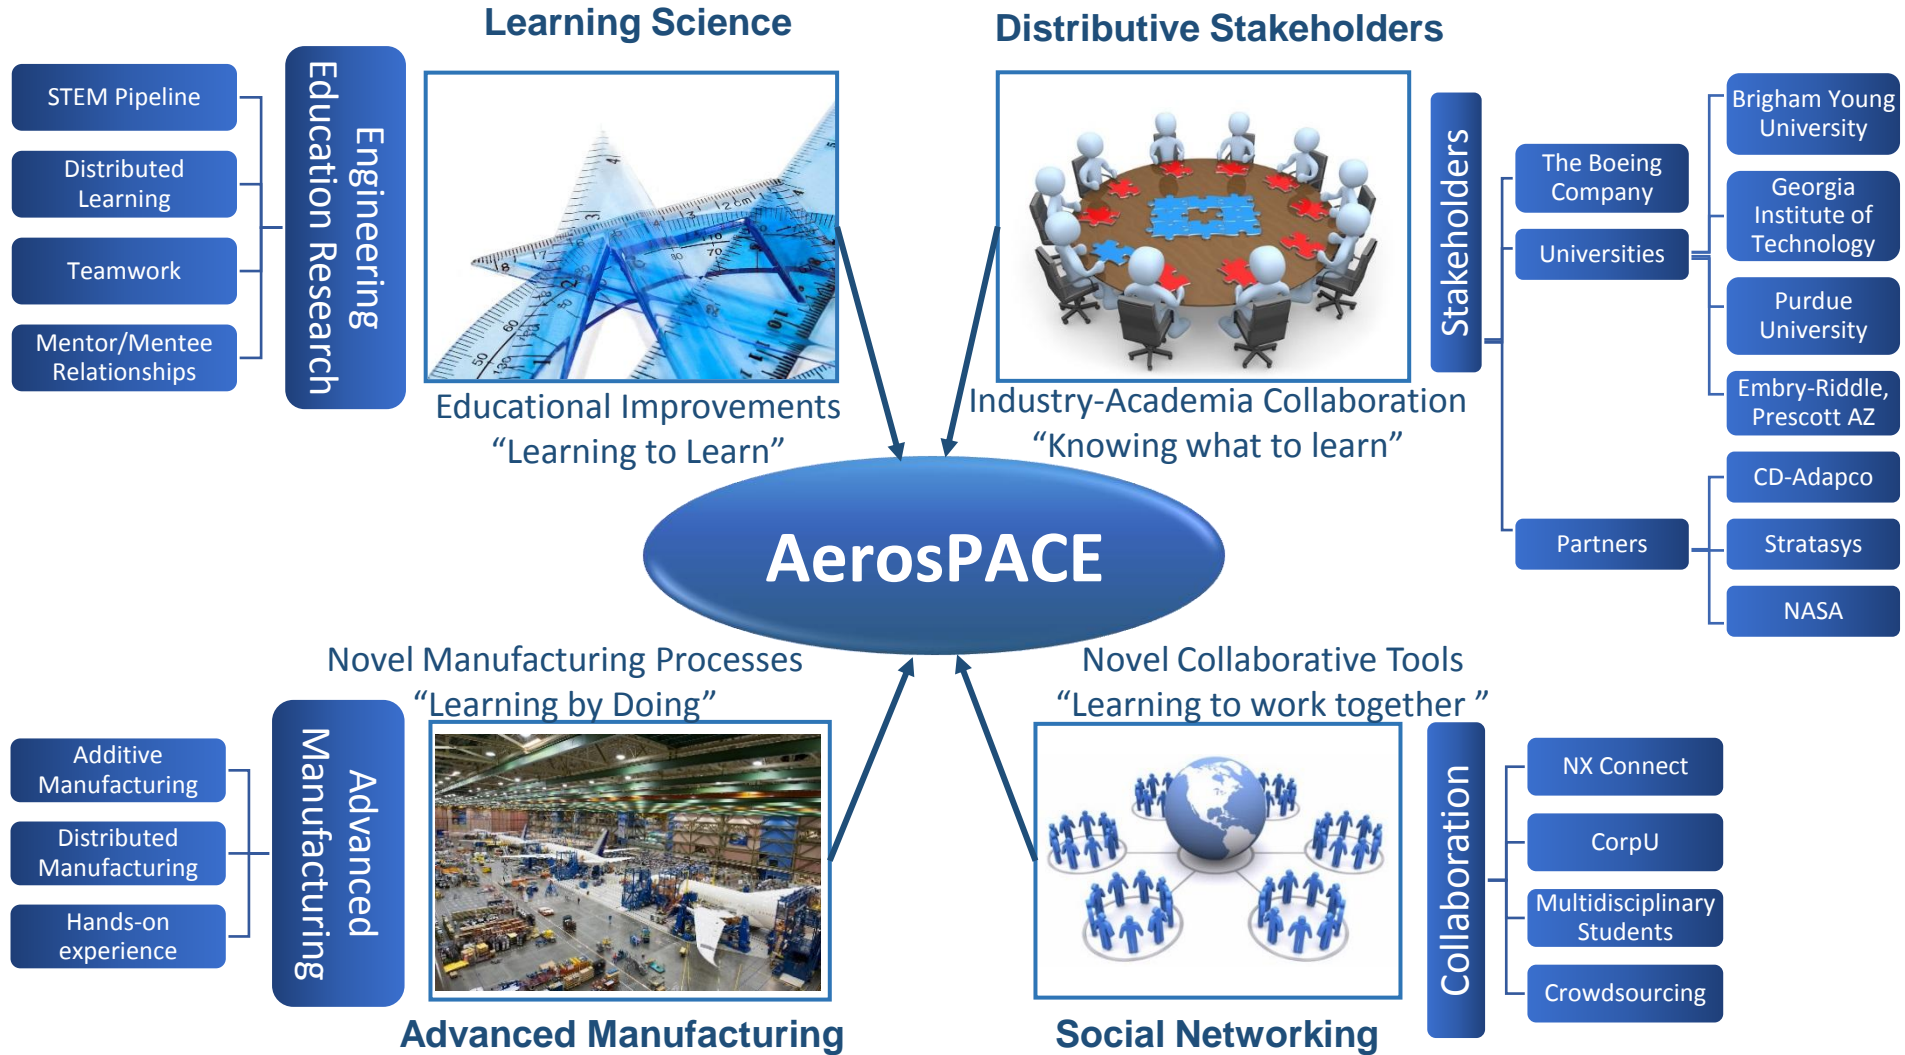 Learning Science
Distributive Stakeholders
STEM Pipeline
Distributed
Learning
Teamwork
Mentor/Mentee
Relationships
Engineering
Education Research
Educational Improvements
“Learning to Learn”
Industry-Academia Collaboration
“Knowing what to learn”
Stakeholders
The Boeing
Company
Universities
Partners
Brigham Young
University
Georgia
Institute of
Technology
Purdue
University
Embry-Riddle,
Prescott AZ
CD-Adapco
Stratasys
NASA
AerosPACE
Novel Manufacturing Processes
“Learning by Doing”
Novel Collaborative Tools
“Learning to work together ”
Additive
Manufacturing
Distributed
Manufacturing
Hands-on
experience
Advanced
Manufacturing
Collaboration
NX Connect
CorpU
Multidisciplinary
Students
Crowdsourcing
Advanced Manufacturing
Social Networking